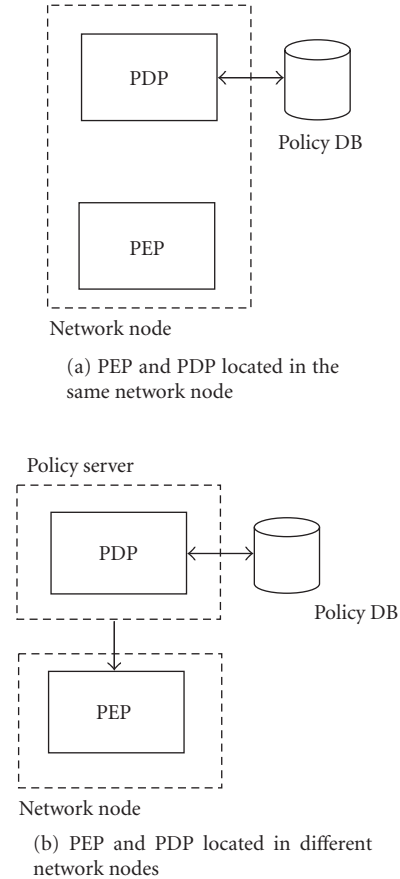 PDP
Policy DB
PEP
Network node
(a) PEP and PDP located in the
same network node
Policy server
PDP
Policy DB
PEP
Network node
(b) PEP and PDP located in different
network nodes